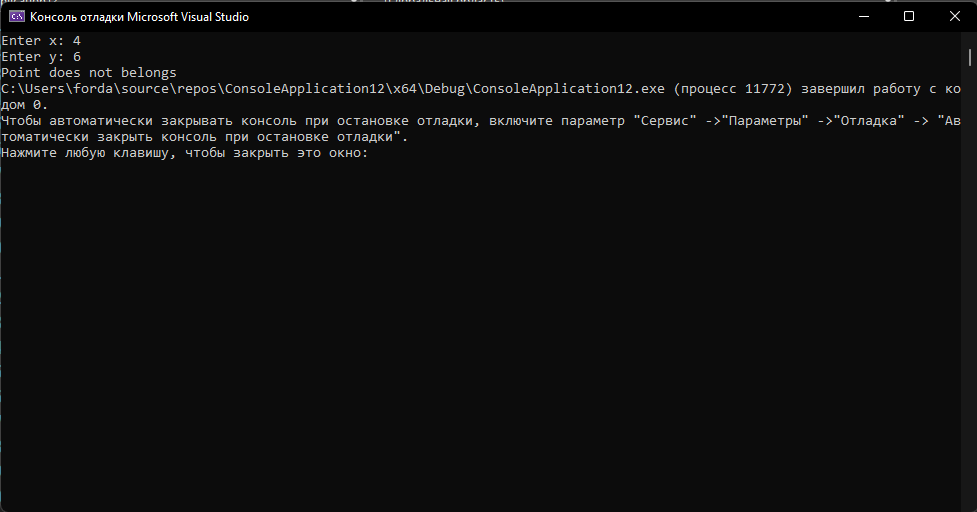 Консоль отладки Microsoft Visual Studio
Enter x: 4
Enter y: 6
Point does not belongs
C:\Users\forda\source\repos\ConsoleApplication12\x64\Debug\ConsoleApplication12.exe (процесс 11772) завершил работу с ко
дом 0.
Чтобы автоматически закрывать консоль при остановке отладки, включите параметр "Сервис" ->"Параметры" ->"Отладка" -> "Ав
томатически закрыть консоль при остановке отладки".
Нажмите любую клавишу, чтобы закрыть это окно: